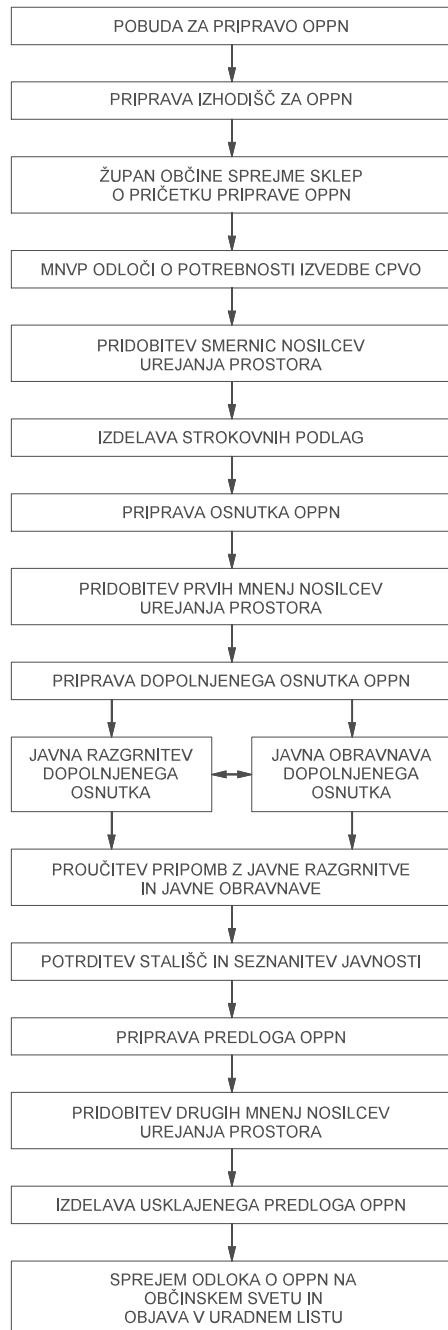 POBUDA ZA PRIPRAVO OPPN
PRIPRAVA IZHODIŠČ ZA OPPN
ŽUPAN OBČINE SPREJME SKLEP
O PRIČETKU PRIPRAVE OPPN
MNVP ODLOČI O POTREBNOSTI IZVEDBE CPVO
PRIDOBITEV SMERNIC NOSILCEV
UREJANJA PROSTORA
IZDELAVA STROKOVNIH PODLAG
PRIPRAVA OSNUTKA OPPN
PRIDOBITEV PRVIH MNENJ NOSILCEV
UREJANJA PROSTORA
PRIPRAVA DOPOLNJENEGA OSNUTKA OPPN
JAVNA RAZGRNITEV
DOPOLNJENEGA
OSNUTKA
JAVNA OBRAVNAVA
DOPOLNJENEGA
OSNUTKA
PROUČITEV PRIPOMB Z JAVNE RAZGRNITVE
IN JAVNE OBRAVNAVE
POTRDITEV STALIŠČ IN SEZNANITEV JAVNOSTI
PRIPRAVA PREDLOGA OPPN
PRIDOBITEV DRUGIH MNENJ NOSILCEV
UREJANJA PROSTORA
IZDELAVA USKLAJENEGA PREDLOGA OPPN
SPREJEM ODLOKA O OPPN NA
OBČINSKEM SVETU IN
OBJAVA V URADNEM LISTU